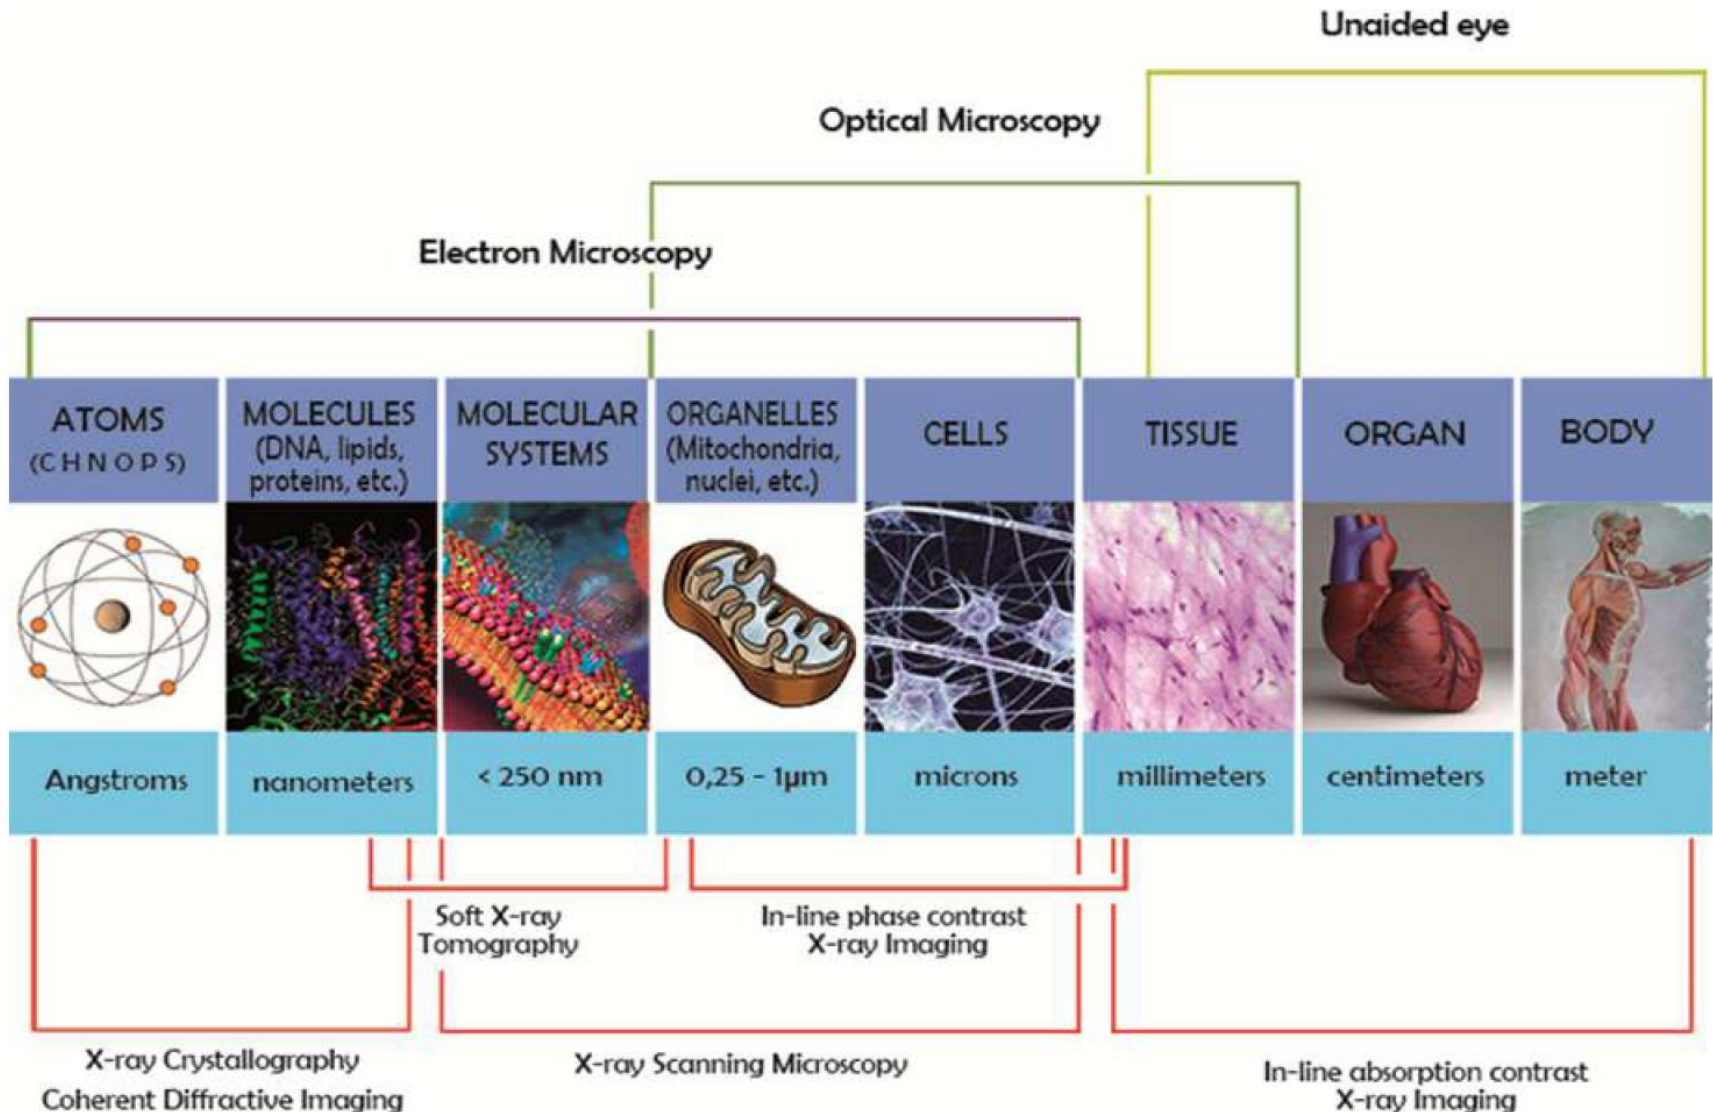 Unaided eye
Optical Microscopy
Electron Microscopy
ATOMS
(C H N O P S)
MOLECULES
(DNA, lipids,
proteins, etc.)
MOLECULAR
SYSTEMS
ORGANELLES
(Mitochondria,
nuclei, etc.)
CELLS
TISSUE
ORGAN
BODY
Angstroms
nanometers
< 250 nm
0,25 - 1µm
microns
millimeters
centimeters
meter
Soft X-ray
Tomography
In-line phase contrast
X-ray Imaging
X-ray Crystallography
Coherent Diffractive Imaging
X-ray Scanning Microscopy
In-line absorption contrast
X-ray Imaging